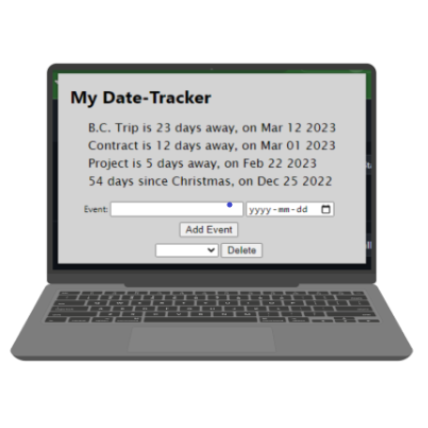 My Date-Tracker
B.C. Trip is 23 days away, on Mar 12 2023
Contract is 12 days away, on Mar 01 2023
Project is 5 days away, on Feb 22 2023
54 days since Christmas, on Dec 25 2022
Event: yyyy-mm-dd
Add Event
Delete